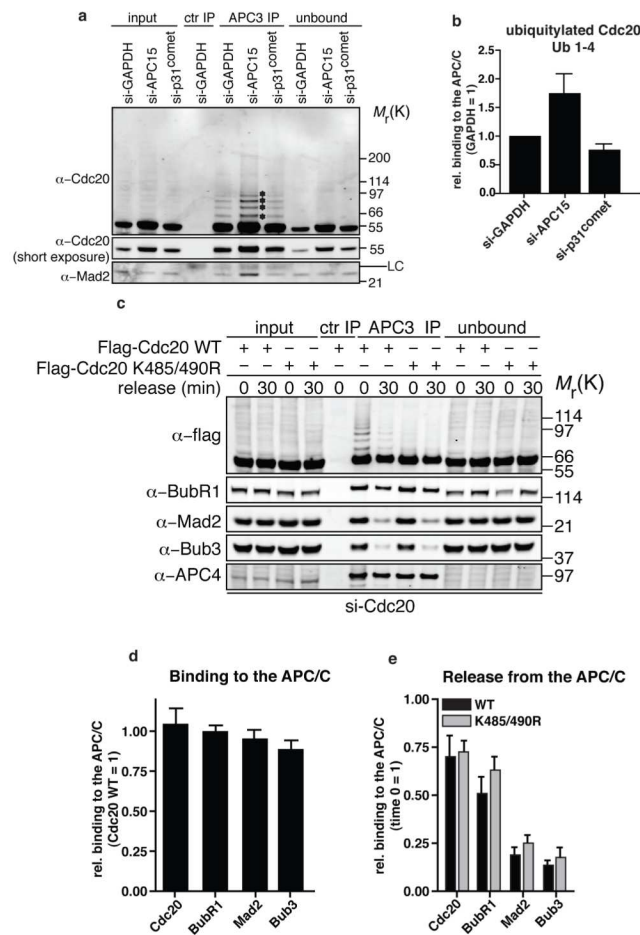 a
input ctr IP APC3 IP unbound
si-GAPDH si-APC15 si-p31comet si-GAPDH si-GAPDH si-APC15 si-p31comet si-GAPDH si-APC15 si-p31comet
Mr(K)
α-Cdc20
200
114
97
66
55
*
*
*
*
α-Cdc20
(short exposure)
55
α-Mad2
LC
21
b
ubiquitylated Cdc20
Ub 1-4
rel. binding to the APC/C
(GAPDH = 1)
2.5
2.0
1.5
1.0
0.5
0.0
si-GAPDH
si-APC15
si-p31comet
c
input ctr IP APC3 IP unbound
Flag-Cdc20 WT + + − − + + + − − + + − −
Flag-Cdc20 K485/490R − − + + − − − + + − − + +
release (min) 0 30 0 30 0 0 30 0 30 0 30 0 30 Mr(K)
α-flag
114
97
66
55
α-BubR1 114
α-Mad2 21
α-Bub3 37
α-APC4 97
si-Cdc20
d
Binding to the APC/C
rel. binding to the APC/C
(Cdc20 WT = 1)
1.00
0.75
0.50
0.25
0.00
Cdc20 BubR1 Mad2 Bub3
e
Release from the APC/C
rel. binding to the APC/C
(time 0 = 1)
1.00
0.75
0.50
0.25
0.00
WT
K485/490R
Cdc20 BubR1 Mad2 Bub3